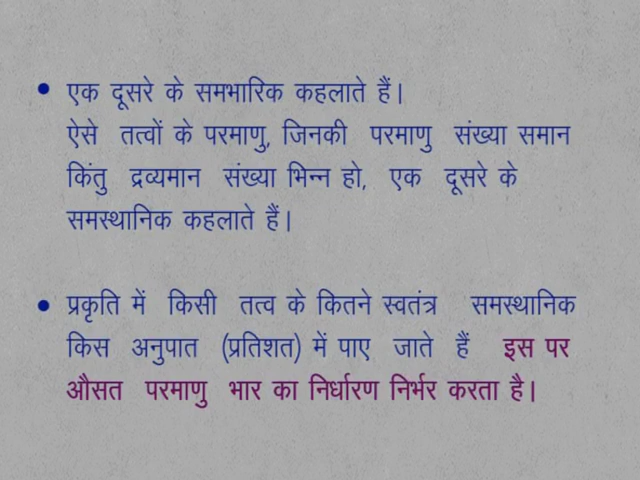 • एक दूसरे के समभारिक कहलाते हैं।
ऐसे तत्वों के परमाणु, जिनकी परमाणु संख्या समान
किंतु द्रव्यमान संख्या भिन्न हो, एक दूसरे के
समस्थानिक कहलाते हैं।
• प्रकृति में किसी तत्व के कितने स्वतंत्र समस्थानिक
किस अनुपात (प्रतिशत) में पाए जाते हैं इस पर
औसत परमाणु भार का निर्धारण निर्भर करता है।